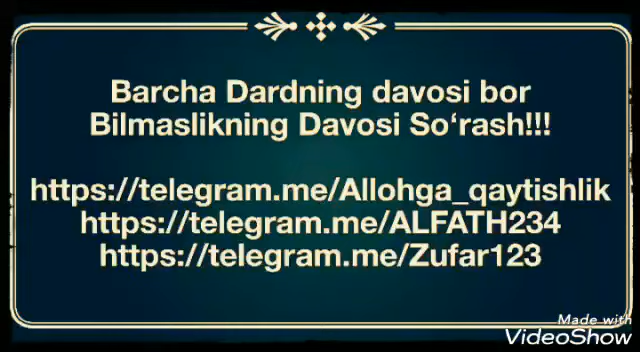 Barcha Dardning davosi bor
Bilmaslikning Davosi So‘rash!!!
https://telegram.me/Allohga_qaytishlik
https://telegram.me/ALFATH234
https://telegram.me/Zufar123
Made with
VideoShow